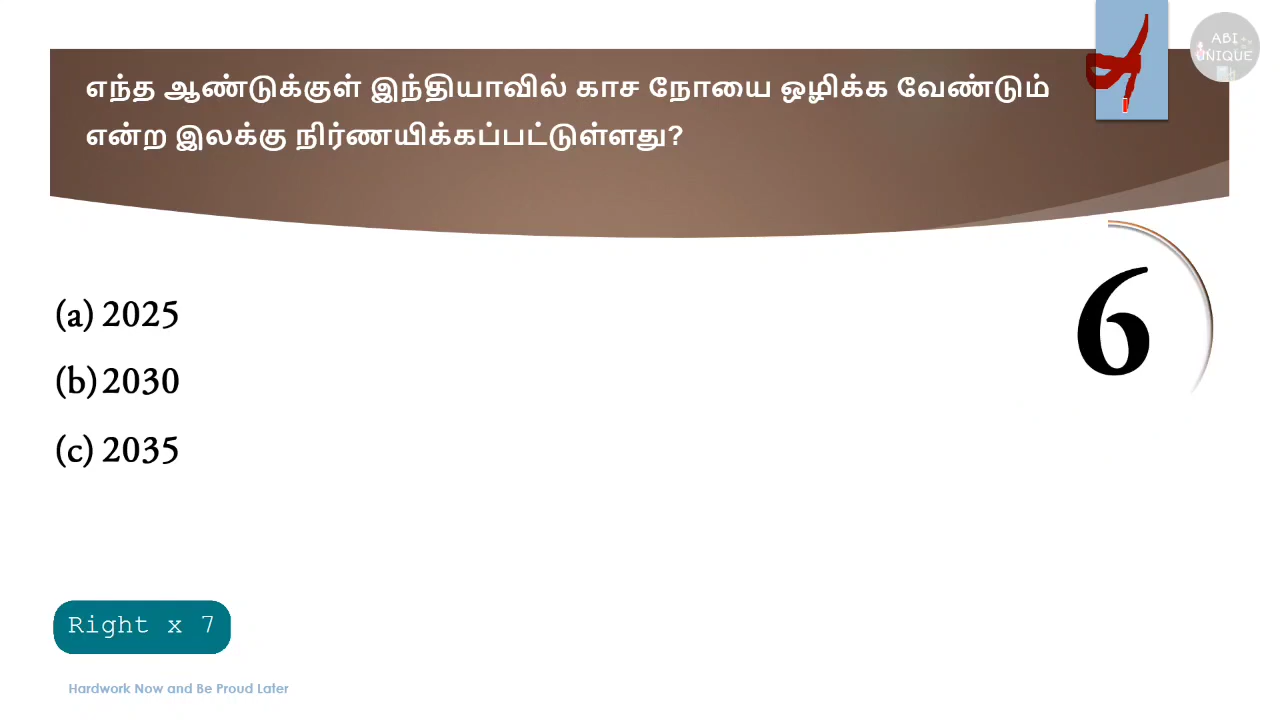 எந்த ஆண்டுக்குள் இந்தியாவில் காச நோயை ஒழிக்க வேண்டும்
என்ற இலக்கு நிர்ணயிக்கப்பட்டுள்ளது?
ABI
UNIQUE
6
(a) 2025
(b) 2030
(c) 2035
Right x 7
Hardwork Now and Be Proud Later